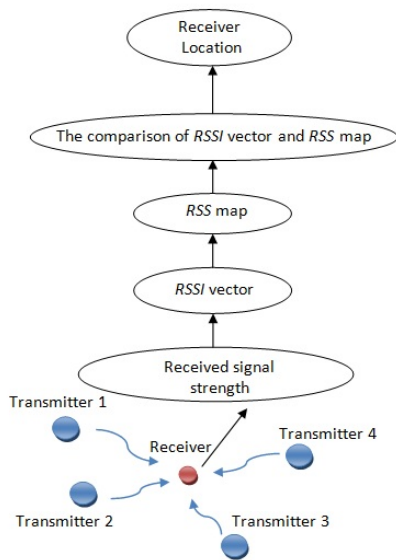 Receiver
Location
The comparison of RSSI vector and RSS map
RSS map
RSSI vector
Received signal
strength
Transmitter 1
Receiver
Transmitter 4
Transmitter 2
Transmitter 3